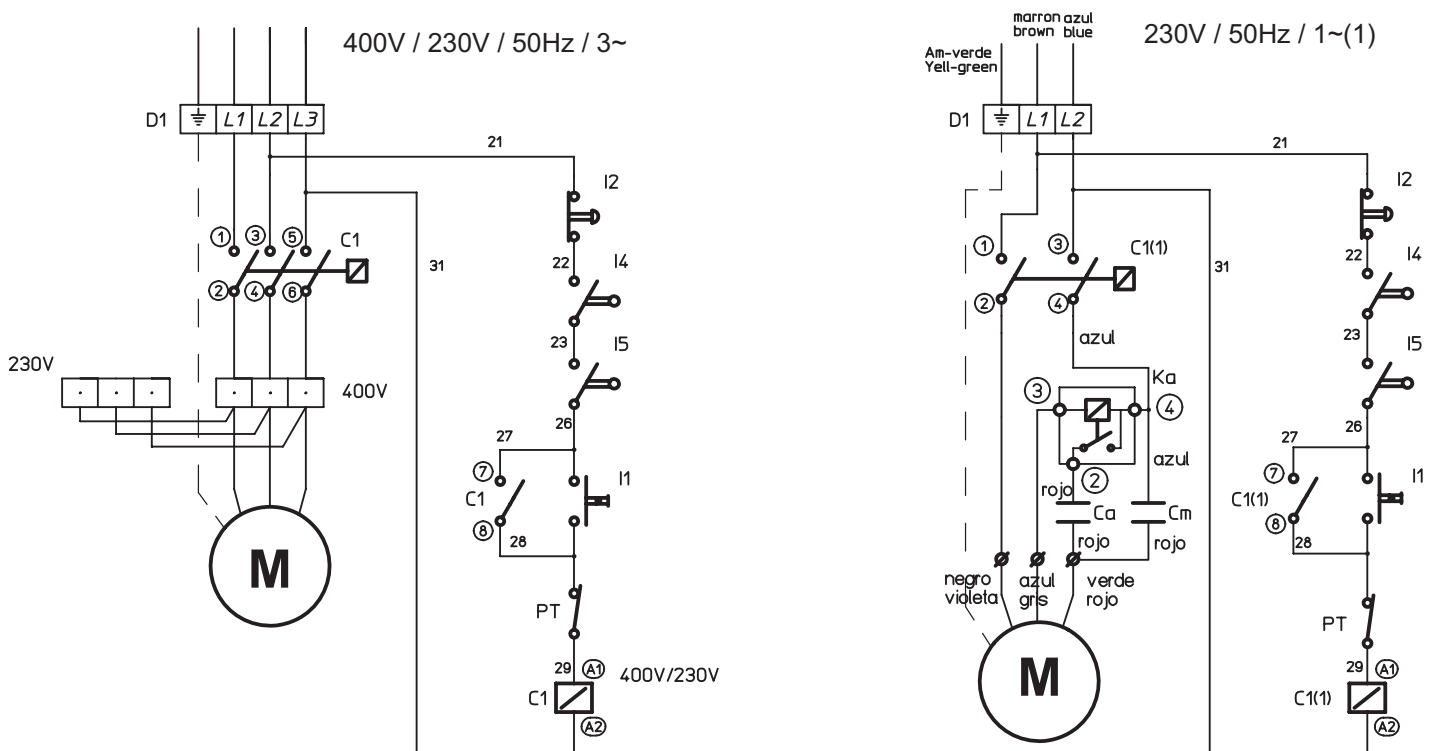 400V / 230V / 50Hz / 3~
D1 L1 L2 L3
21
I2
1 3 5 C1
22 I4
31
2 4 6
23 I5
230V
400V
26
27
7 I1
C1
8
28
M
PT
29 A1 400V/230V
C1
A2
marron azul
brown blue
230V / 50Hz / 1~(1)
Am-verde
Yell-green
D1 L1 L2
21
I2
1 3 C1(1)
22 I4
31
2 4
azul
23 I5
Ka
3 4
26
27
azul
2
7 I1
rojo
C1(1)
Ca Cm
8
rojo rojo
28
negro azul verde
violeta gris rojo
PT
M
29 A1
C1(1)
A2